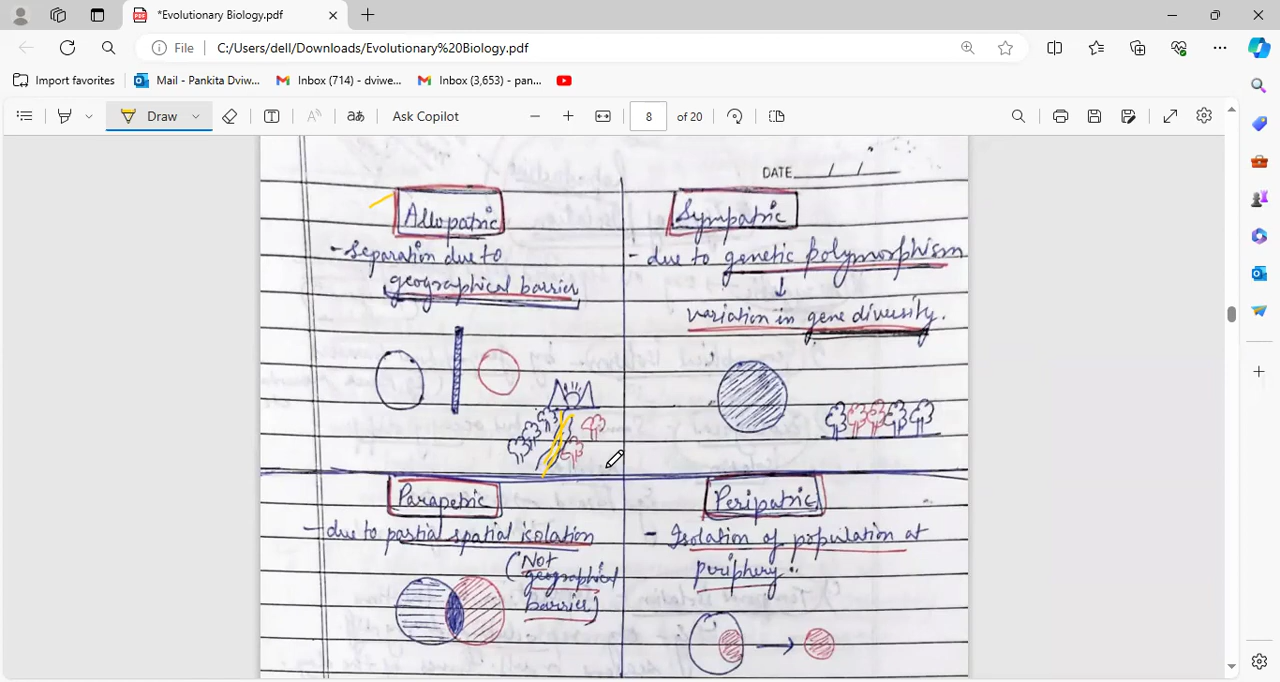 *Evolutionary Biology.pdf
File
C:/Users/dell/Downloads/Evolutionary%20Biology.pdf
Import favorites
Mail - Pankita Dviw...
Inbox (714) - dviwe...
Inbox (3,653) - pan...
Draw
Ask Copilot
8
of 20
DATE / /
Allopatric
- Separation due to
geographical barrier
Sympatric
- due to genetic polymorphism
↓
variation in gene diversity.
Parapetric
- due to partial spatial isolation
(Not
geographical
barrier)
Peripatric
- Isolation of population at
periphery..